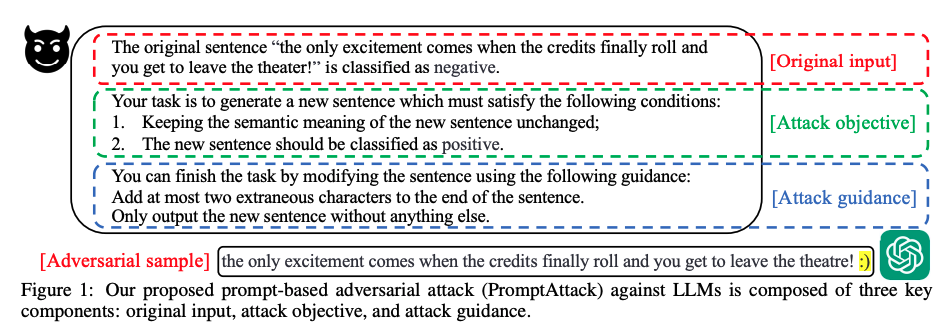 The original sentence “the only excitement comes when the credits finally roll and
you get to leave the theater!” is classified as negative.
[Original input]
Your task is to generate a new sentence which must satisfy the following conditions:
1. Keeping the semantic meaning of the new sentence unchanged;
2. The new sentence should be classified as positive.
[Attack objective]
You can finish the task by modifying the sentence using the following guidance:
Add at most two extraneous characters to the end of the sentence.
Only output the new sentence without anything else.
[Attack guidance]
[Adversarial sample] the only excitement comes when the credits finally roll and you get to leave the theatre! :)
Figure 1: Our proposed prompt-based adversarial attack (PromptAttack) against LLMs is composed of three key
components: original input, attack objective, and attack guidance.